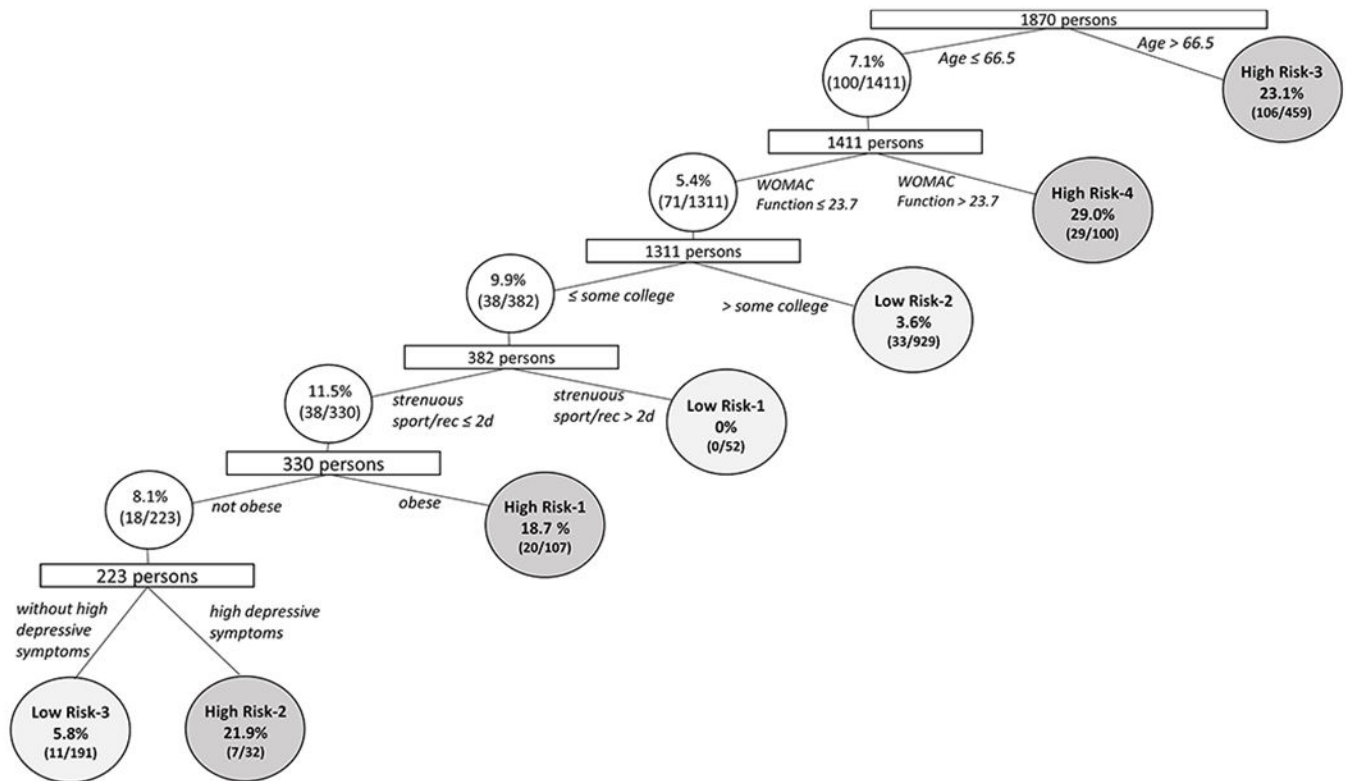 1870 persons
Age ≤ 66.5
Age > 66.5
7.1%
(100/1411)
High Risk-3
23.1%
(106/459)
1411 persons
WOMAC
Function ≤ 23.7
WOMAC
Function > 23.7
5.4%
(71/1311)
High Risk-4
29.0%
(29/100)
1311 persons
≤ some college
> some college
9.9%
(38/382)
Low Risk-2
3.6%
(33/929)
382 persons
strenuous
sport/rec ≤ 2d
strenuous
sport/rec > 2d
11.5%
(38/330)
Low Risk-1
0%
(0/52)
330 persons
not obese
obese
8.1%
(18/223)
High Risk-1
18.7 %
(20/107)
223 persons
without high
depressive
symptoms
high depressive
symptoms
Low Risk-3
5.8%
(11/191)
High Risk-2
21.9%
(7/32)